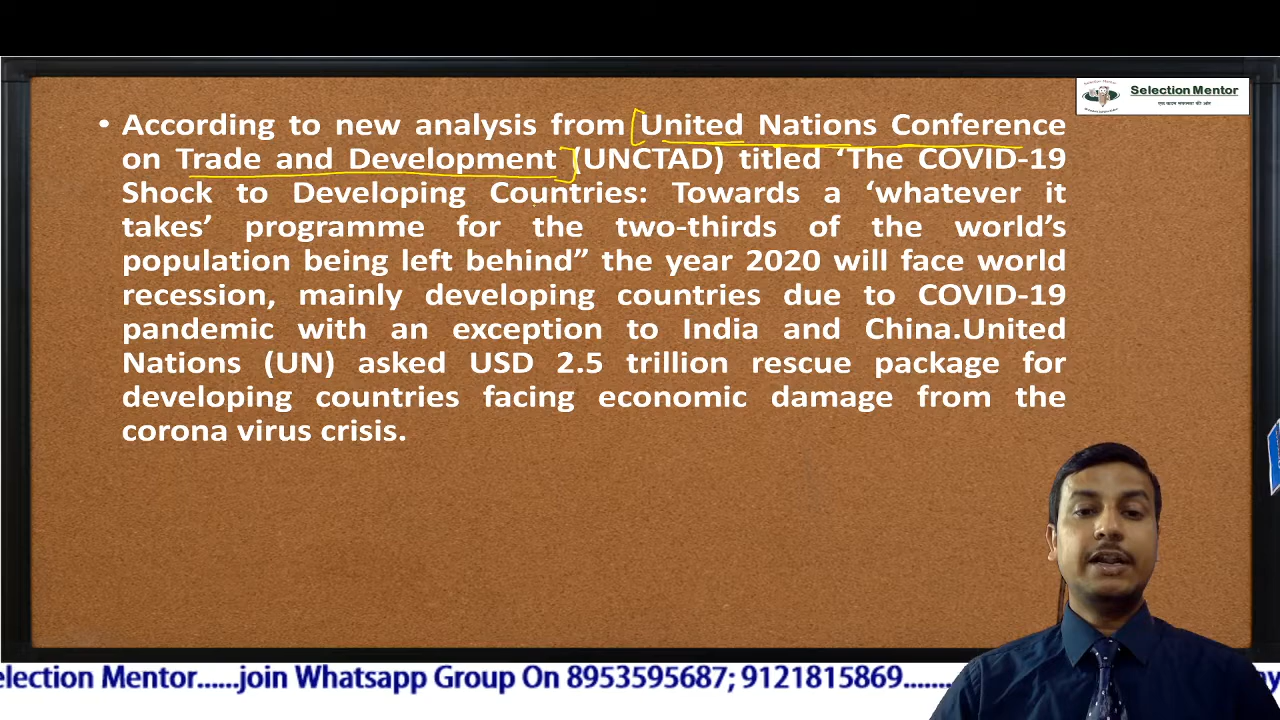 Selection Mentor
• According to new analysis from United Nations Conference
on Trade and Development (UNCTAD) titled ‘The COVID-19
Shock to Developing Countries: Towards a ‘whatever it
takes’ programme for the two-thirds of the world’s
population being left behind” the year 2020 will face world
recession, mainly developing countries due to COVID-19
pandemic with an exception to India and China.United
Nations (UN) asked USD 2.5 trillion rescue package for
developing countries facing economic damage from the
corona virus crisis.
election Mentor......join Whatsapp Group On 8953595687; 9121815869........